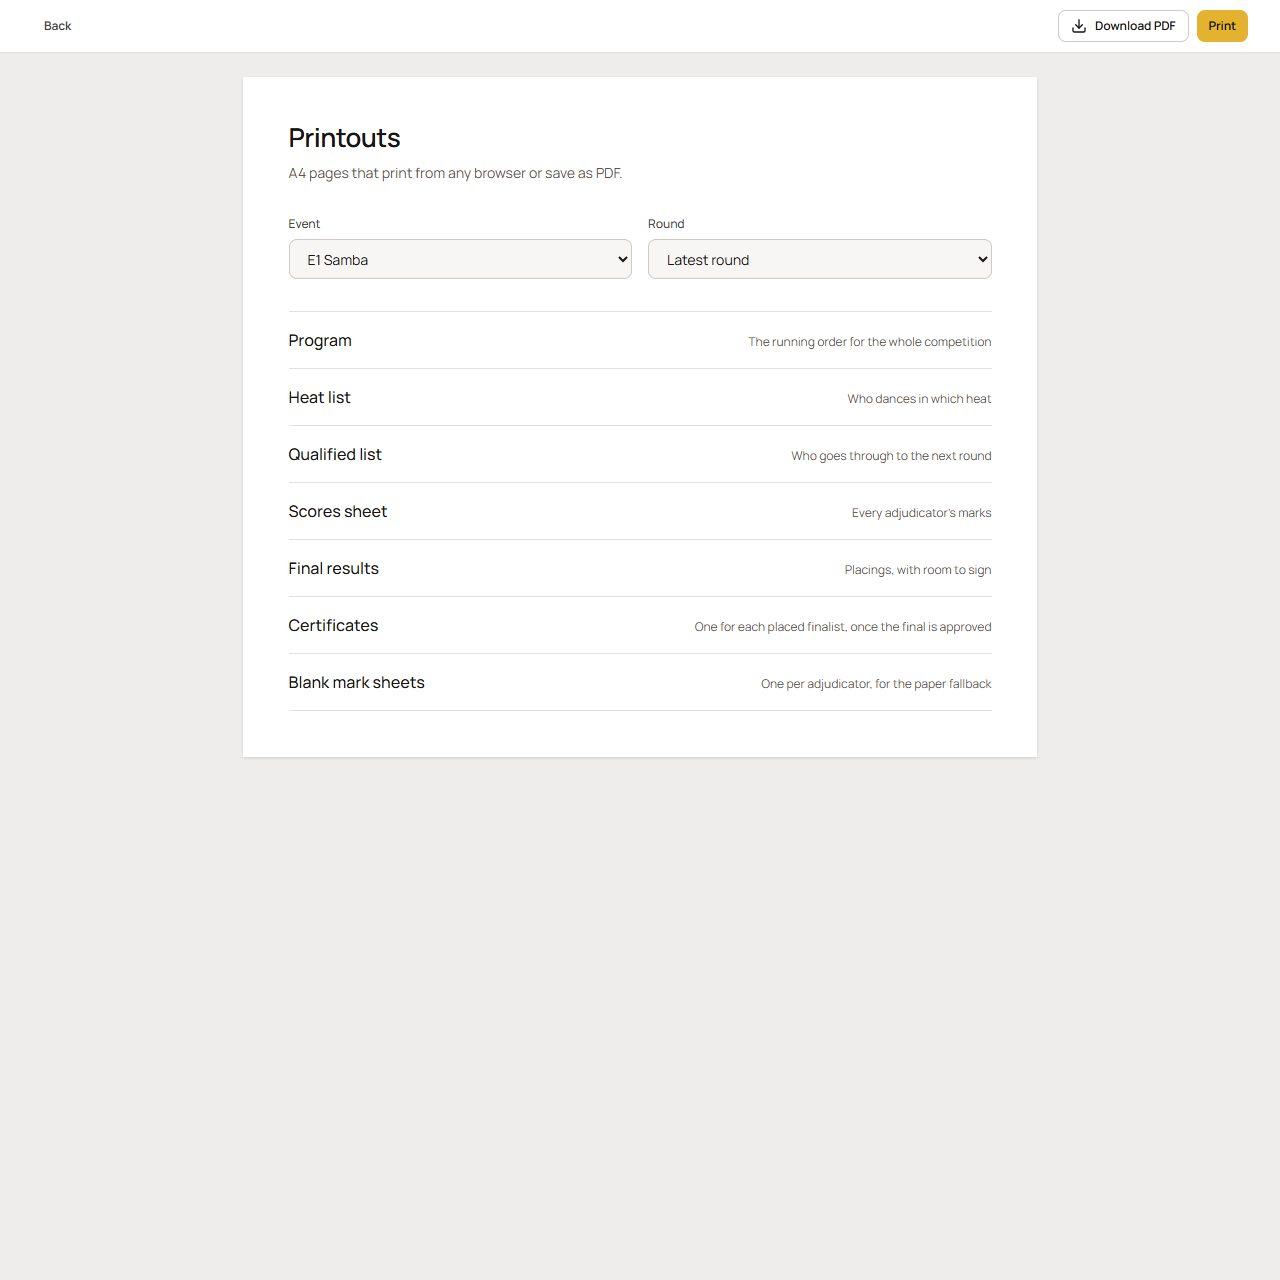 Back
Download PDF
Print
Printouts
A4 pages that print from any browser or save as PDF.
Event
Round
E1 Samba
Latest round
Program
The running order for the whole competition
Heat list
Who dances in which heat
Qualified list
Who goes through to the next round
Scores sheet
Every adjudicator's marks
Final results
Placings, with room to sign
Certificates
One for each placed finalist, once the final is approved
Blank mark sheets
One per adjudicator, for the paper fallback